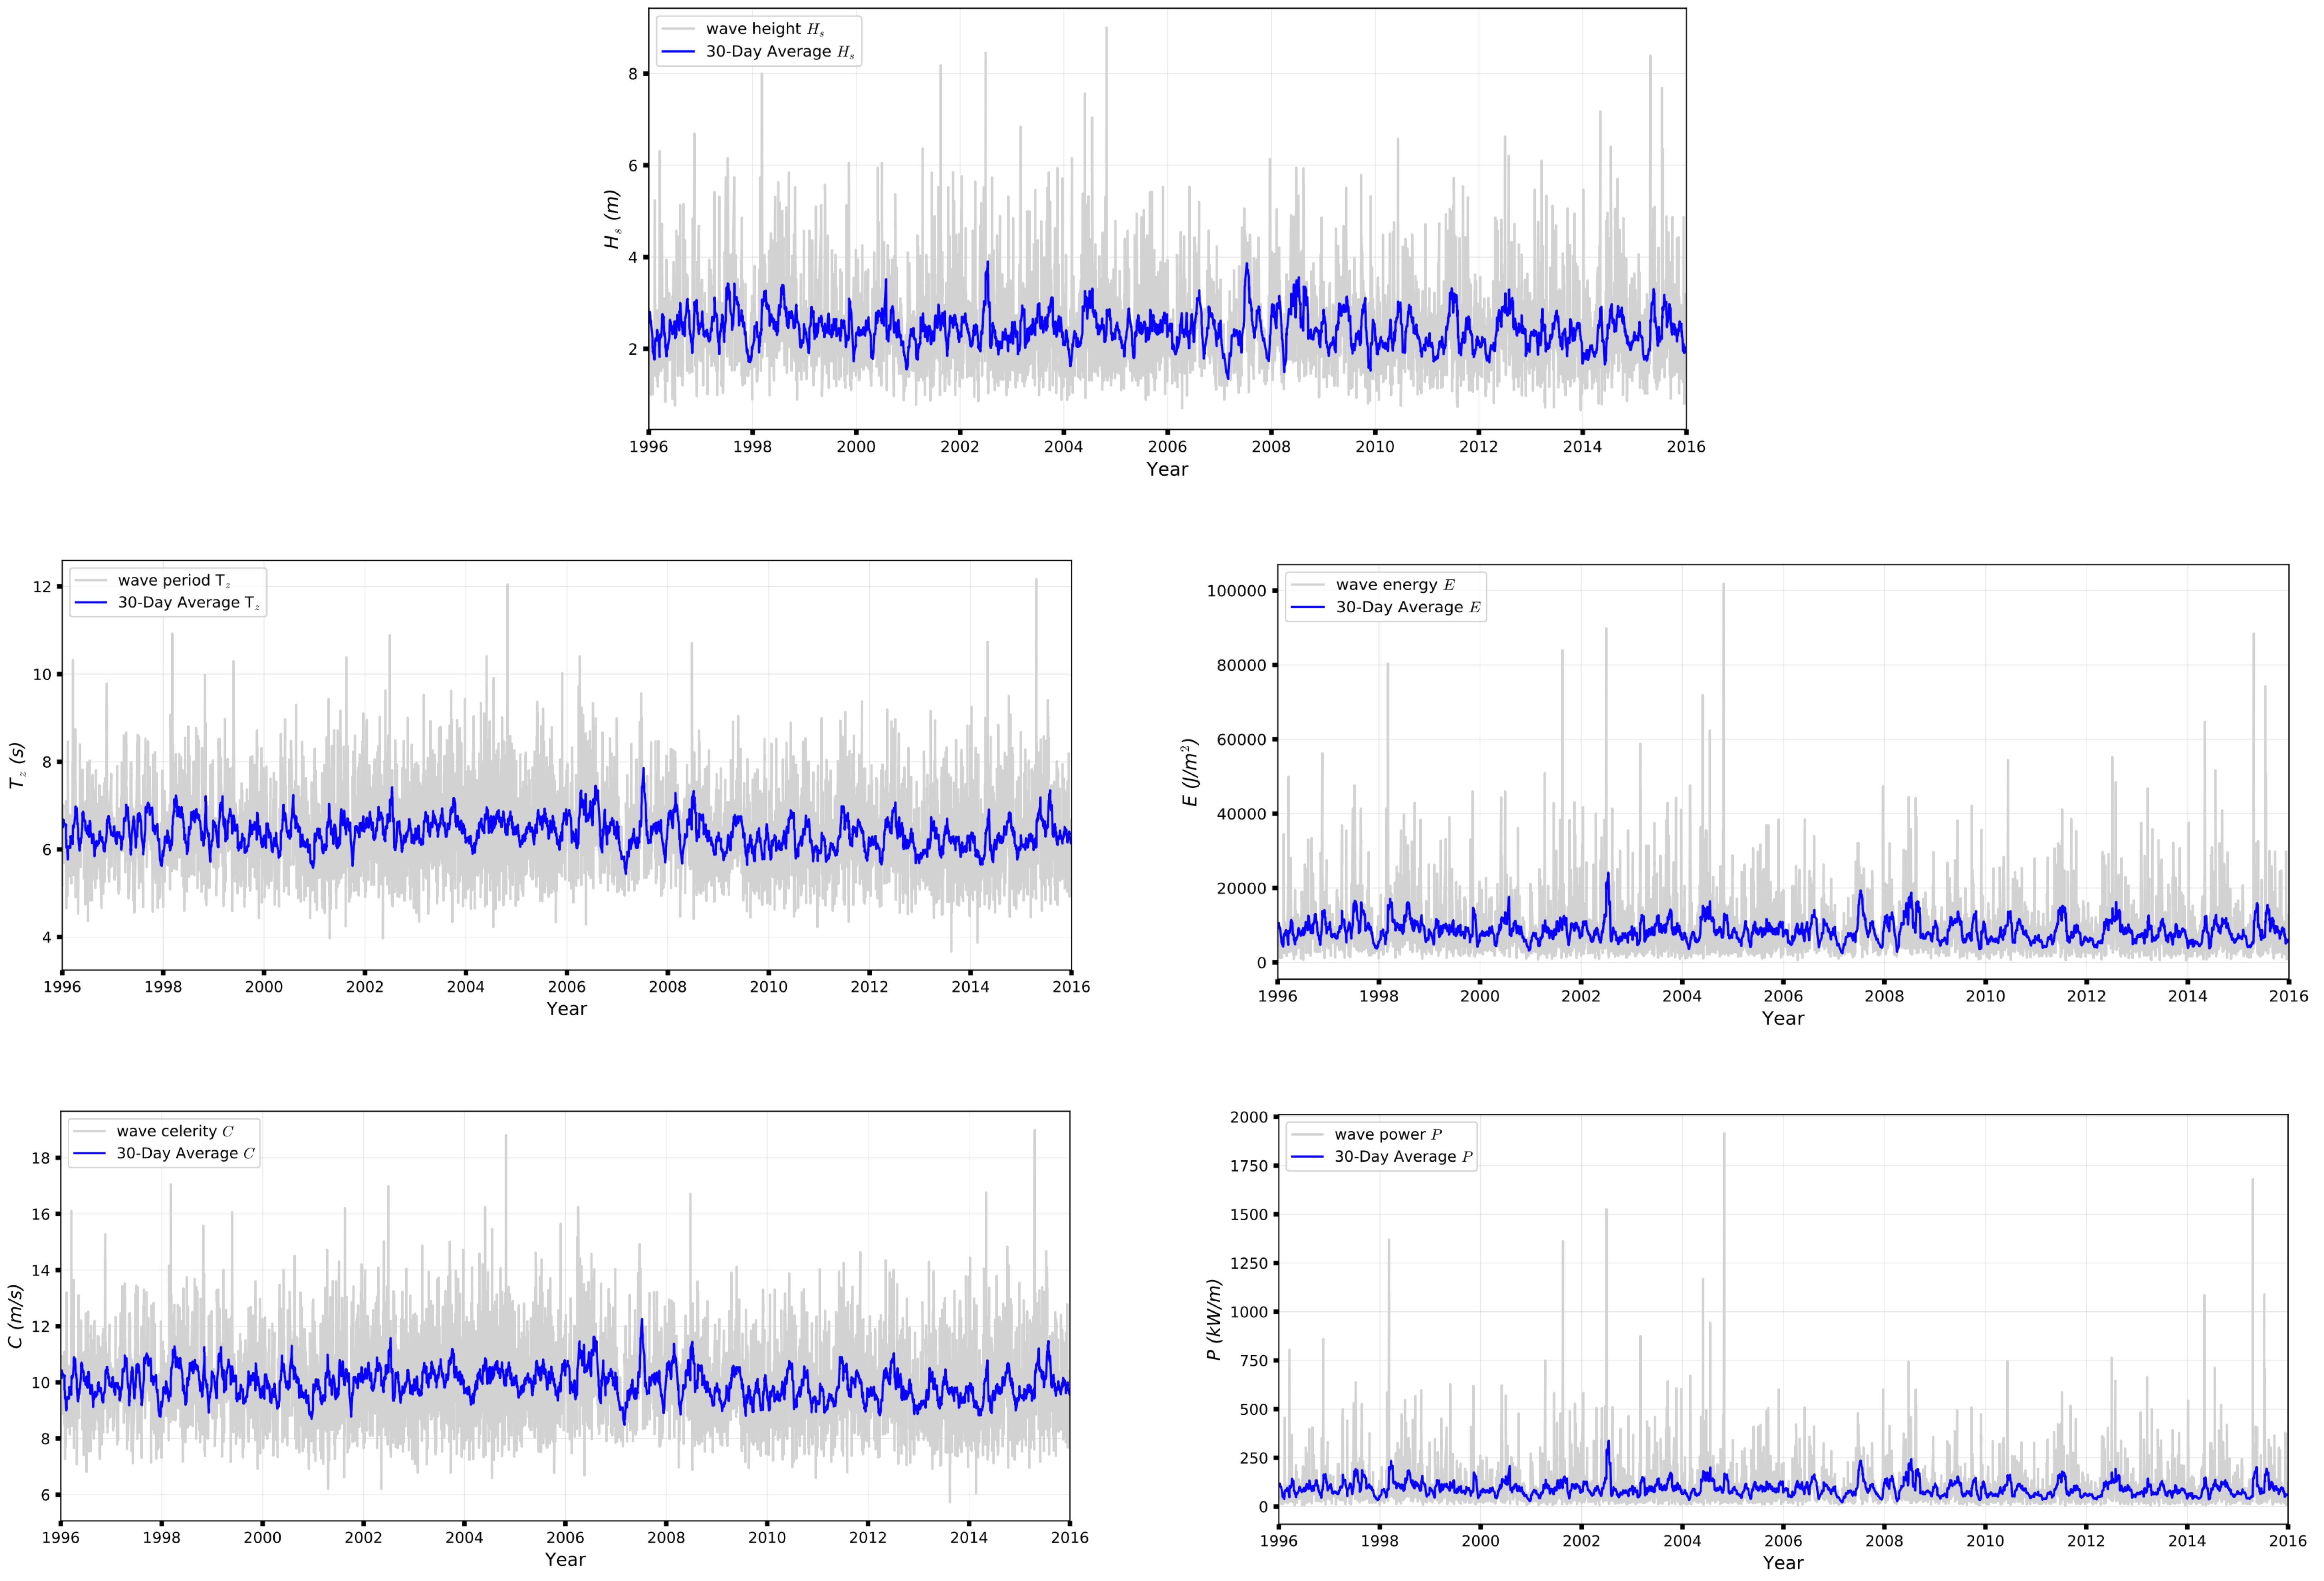 wave height Hs
30-Day Average Hs
8
6
4
2
Hs (m)
1996 1998 2000 2002 2004 2006 2008 2010 2012 2014 2016
Year
wave period Tz
30-Day Average Tz
12
10
8
6
4
Tz (s)
1996 1998 2000 2002 2004 2006 2008 2010 2012 2014 2016
Year
wave energy E
30-Day Average E
100000
80000
60000
40000
20000
0
E (J/m²)
1996 1998 2000 2002 2004 2006 2008 2010 2012 2014 2016
Year
wave celerity C
30-Day Average C
18
16
14
12
10
8
6
C (m/s)
1996 1998 2000 2002 2004 2006 2008 2010 2012 2014 2016
Year
wave power P
30-Day Average P
2000
1750
1500
1250
1000
750
500
250
0
P (kW/m)
1996 1998 2000 2002 2004 2006 2008 2010 2012 2014 2016
Year